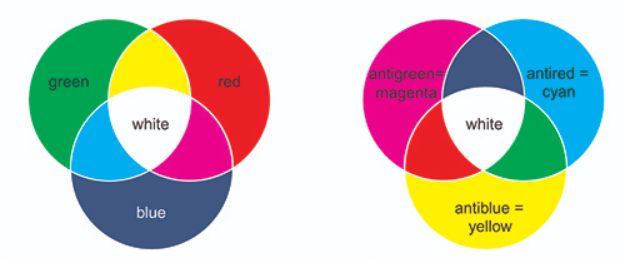 green
red
white
blue
antigreen=
magenta
antired =
cyan
white
antiblue =
yellow